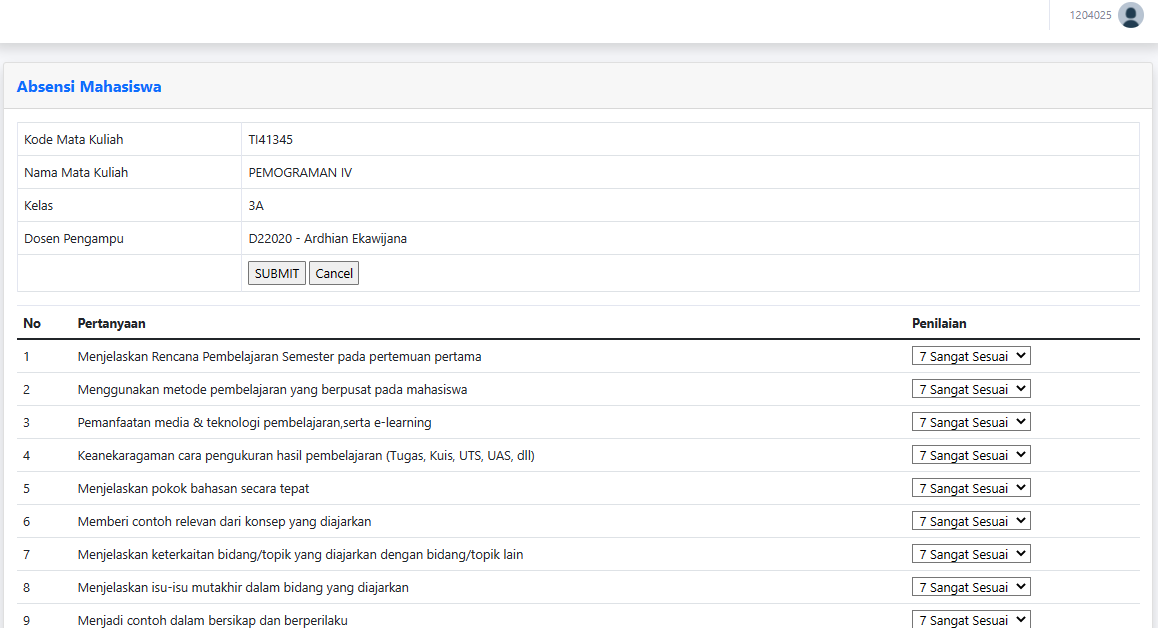 1204025
Absensi Mahasiswa
Kode Mata Kuliah TI41345
Nama Mata Kuliah PEMOGRAMAN IV
Kelas 3A
Dosen Pengampu D22020 - Ardhian Ekawijana
SUBMIT Cancel
No Pertanyaan Penilaian
1 Menjelaskan Rencana Pembelajaran Semester pada pertemuan pertama 7 Sangat Sesuai
2 Menggunakan metode pembelajaran yang berpusat pada mahasiswa 7 Sangat Sesuai
3 Pemanfaatan media & teknologi pembelajaran,serta e-learning 7 Sangat Sesuai
4 Keanekaragaman cara pengukuran hasil pembelajaran (Tugas, Kuis, UTS, UAS, dll) 7 Sangat Sesuai
5 Menjelaskan pokok bahasan secara tepat 7 Sangat Sesuai
6 Memberi contoh relevan dari konsep yang diajarkan 7 Sangat Sesuai
7 Menjelaskan keterkaitan bidang/topik yang diajarkan dengan bidang/topik lain 7 Sangat Sesuai
8 Menjelaskan isu-isu mutakhir dalam bidang yang diajarkan 7 Sangat Sesuai
9 Menjadi contoh dalam bersikap dan berperilaku 7 Sangat Sesuai